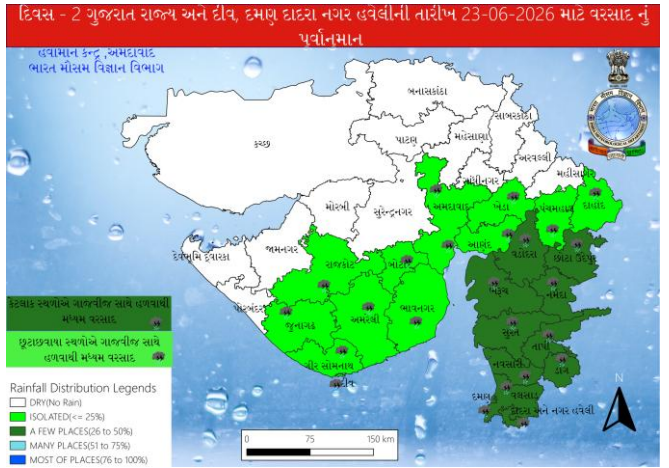 દિવસ - 2 ગુજરાત રાજ્ય અને દીવ, દમણ દાદરા નગર હવેલીની તારીખ 23-06-2026 માટે વરસાદ નું
પૂર્વાનુમાન
હવામાન કેન્દ્ર ,અમદાવાદ
ભારત મૌસમ વિજ્ઞાન વિભાગ
બનાસકાંઠા
સાબરકાંઠા
પાટણ
મહેસાણા
અરવલ્લી
કચ્છ
ગાંધીનગર
મહીસાગર
મોરબી
સુરેન્દ્રનગર
અમદાવાદ
ખેડા
પંચમહાલ
દાહોદ
દેવભૂમિ દ્વારકા
જામનગર
રાજકોટ
બોટાદ
આણંદ
વડોદરા
છોટા ઉદેપુર
પોરબંદર
જુનાગઢ
અમરેલી
ભાવનગર
ભરૂચ
નર્મદા
ગીર સોમનાથ
દીવ
સુરત
તાપી
નવસારી
ડાંગ
વલસાડ
દમણ
દાદરા અને નગર હવેલી
કેટલાક સ્થળોએ ગાજવીજ સાથે હળવાથી
મધ્યમ વરસાદ
છૂટાછવાયા સ્થળોએ ગાજવીજ સાથે
હળવાથી મધ્યમ વરસાદ
Rainfall Distribution Legends
DRY(No Rain)
ISOLATED(<= 25%)
A FEW PLACES(26 to 50%)
MANY PLACES(51 to 75%)
MOST OF PLACES(76 to 100%)
0 75 150 km
N